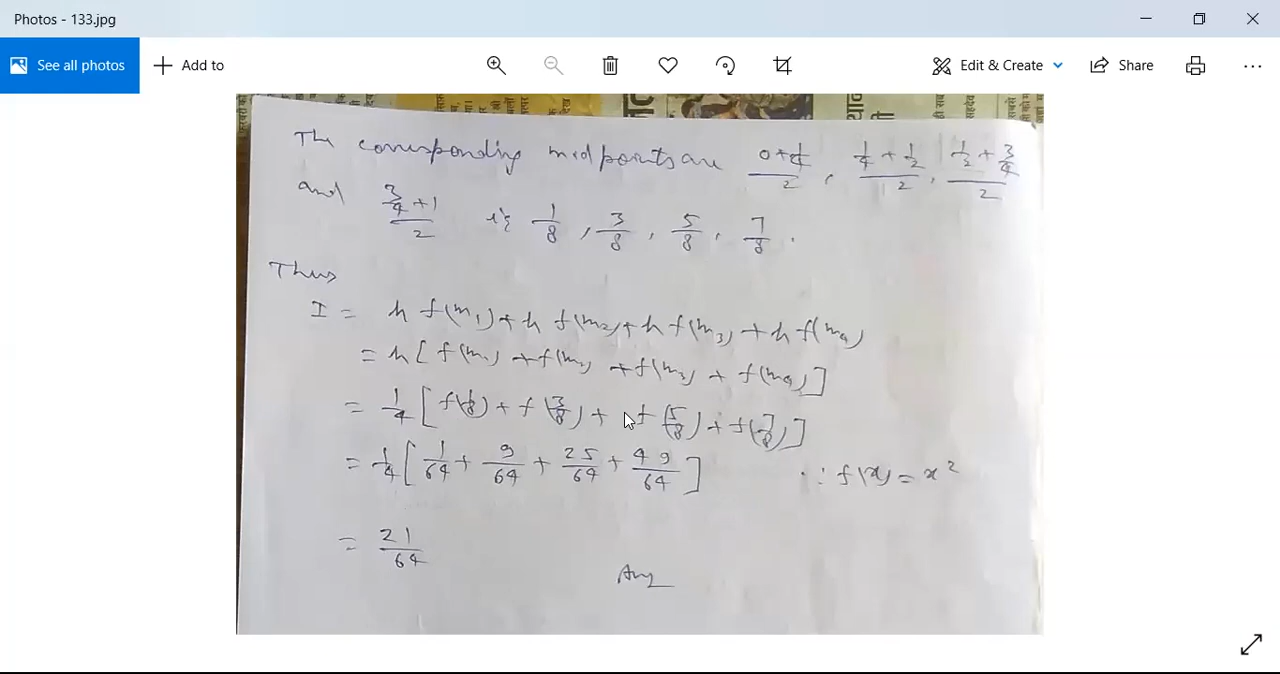 Photos - 133.jpg
See all photos
Add to
Edit & Create
Share
The corresponding midpoints are (0+1/4)/2, (1/4+1/2)/2, (1/2+3/4)/2
and (3/4+1)/2 ie 1/8, 3/8, 5/8, 7/8.
Thus
I = h f(m₁) + h f(m₂) + h f(m₃) + h f(m₄)
= h[f(m₁) + f(m₂) + f(m₃) + f(m₄)]
= 1/4 [f(1/8) + f(3/8) + f(5/8) + f(7/8)]
= 1/4 [1/64 + 9/64 + 25/64 + 49/64] ∵ f(x) = x²
= 21/64
Ans